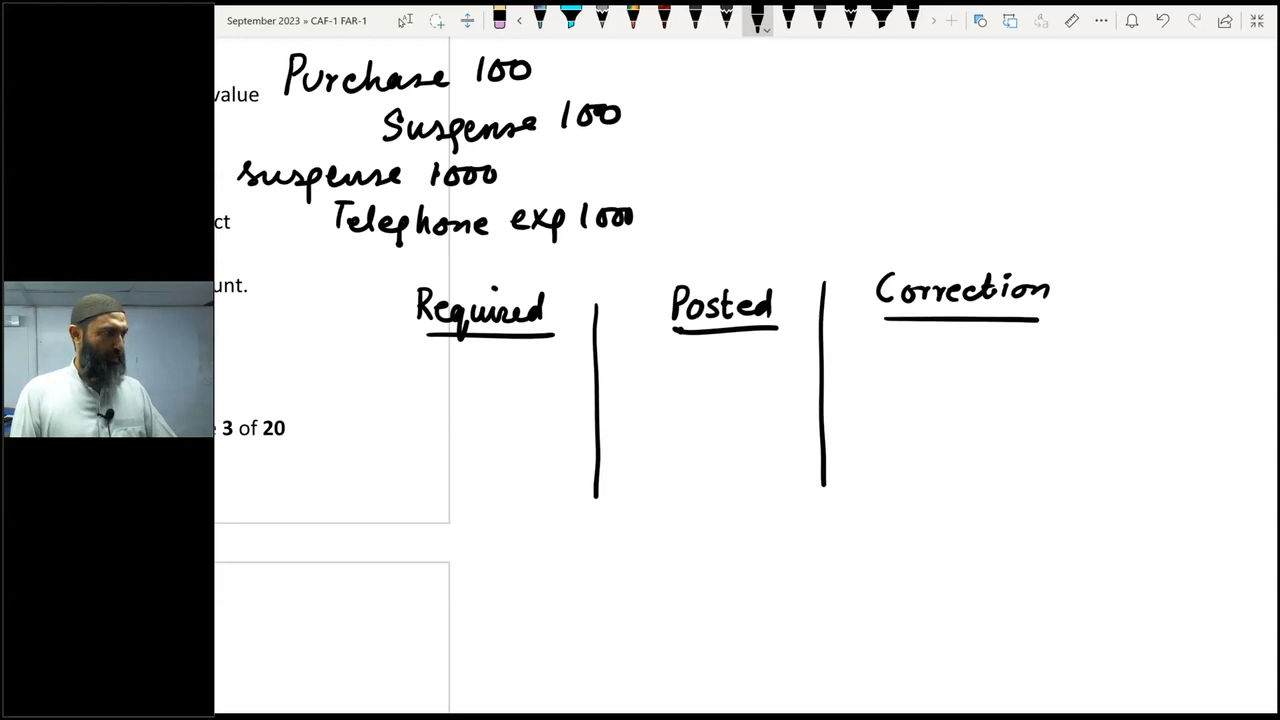 September 2023 » CAF-1 FAR-1
value
Purchase 100
Suspense 100
suspense 1000
ct
Telephone exp 1000
unt.
Required
Posted
Correction
3 of 20